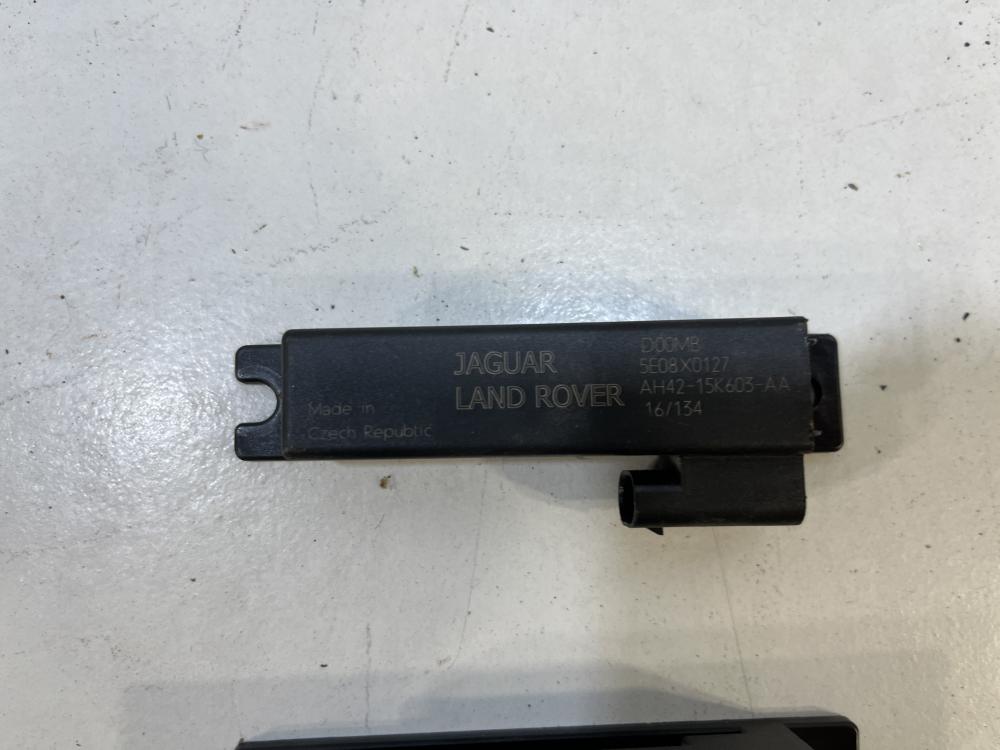 JAGUAR
LAND ROVER
Made in
Czech Republic
D00MB
5E08X0127
AH42-15K603-AA
16/134